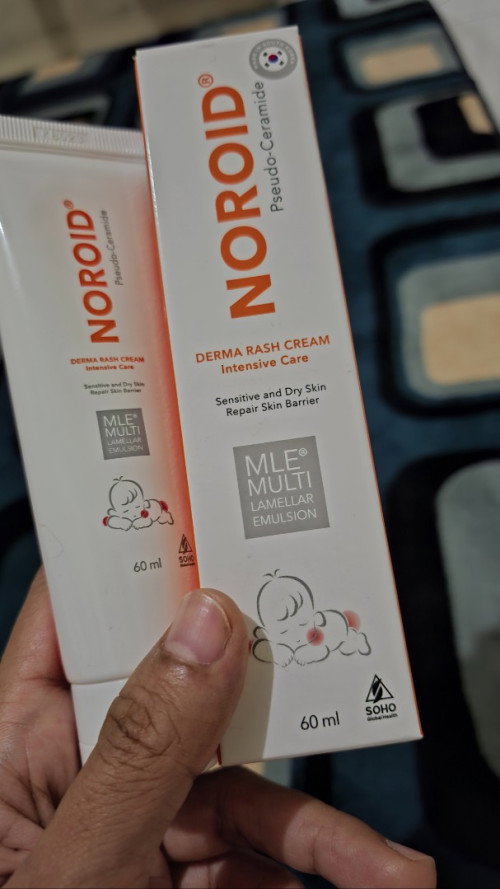 NOROID®
Pseudo-Ceramide
DERMA RASH CREAM
Intensive Care
Sensitive and Dry Skin
Repair Skin Barrier
MLE®
MULTI
LAMELLAR
EMULSION
60 ml
SOHO
NOROID®
Pseudo-Ceramide
DERMA RASH CREAM
Intensive Care
Sensitive and Dry Skin
Repair Skin Barrier
MLE®
MULTI
LAMELLAR
EMULSION
60 ml
SOHO
Global Health